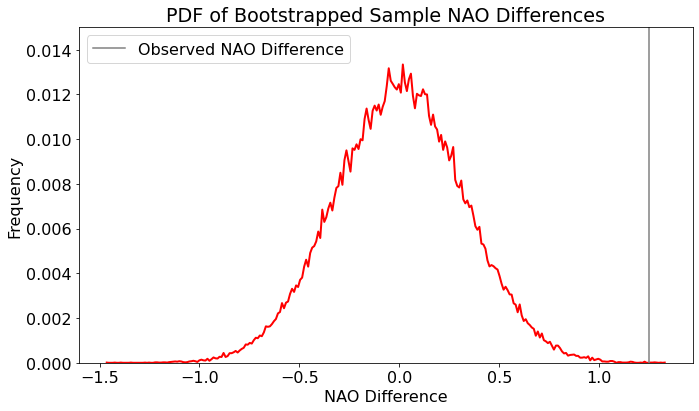 PDF of Bootstrapped Sample NAO Differences
Observed NAO Difference
Frequency
0.014
0.012
0.010
0.008
0.006
0.004
0.002
0.000
−1.5 −1.0 −0.5 0.0 0.5 1.0
NAO Difference